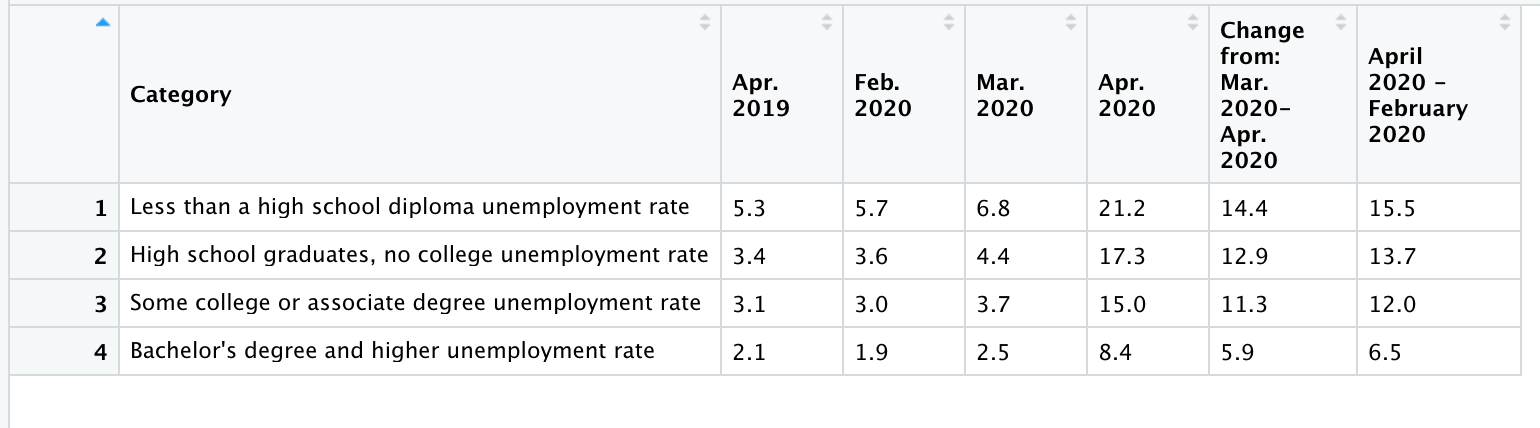 Category Apr. 2019 Feb. 2020 Mar. 2020 Apr. 2020 Change from: Mar. 2020- Apr. 2020 April 2020 - February 2020
1 Less than a high school diploma unemployment rate 5.3 5.7 6.8 21.2 14.4 15.5
2 High school graduates, no college unemployment rate 3.4 3.6 4.4 17.3 12.9 13.7
3 Some college or associate degree unemployment rate 3.1 3.0 3.7 15.0 11.3 12.0
4 Bachelor's degree and higher unemployment rate 2.1 1.9 2.5 8.4 5.9 6.5